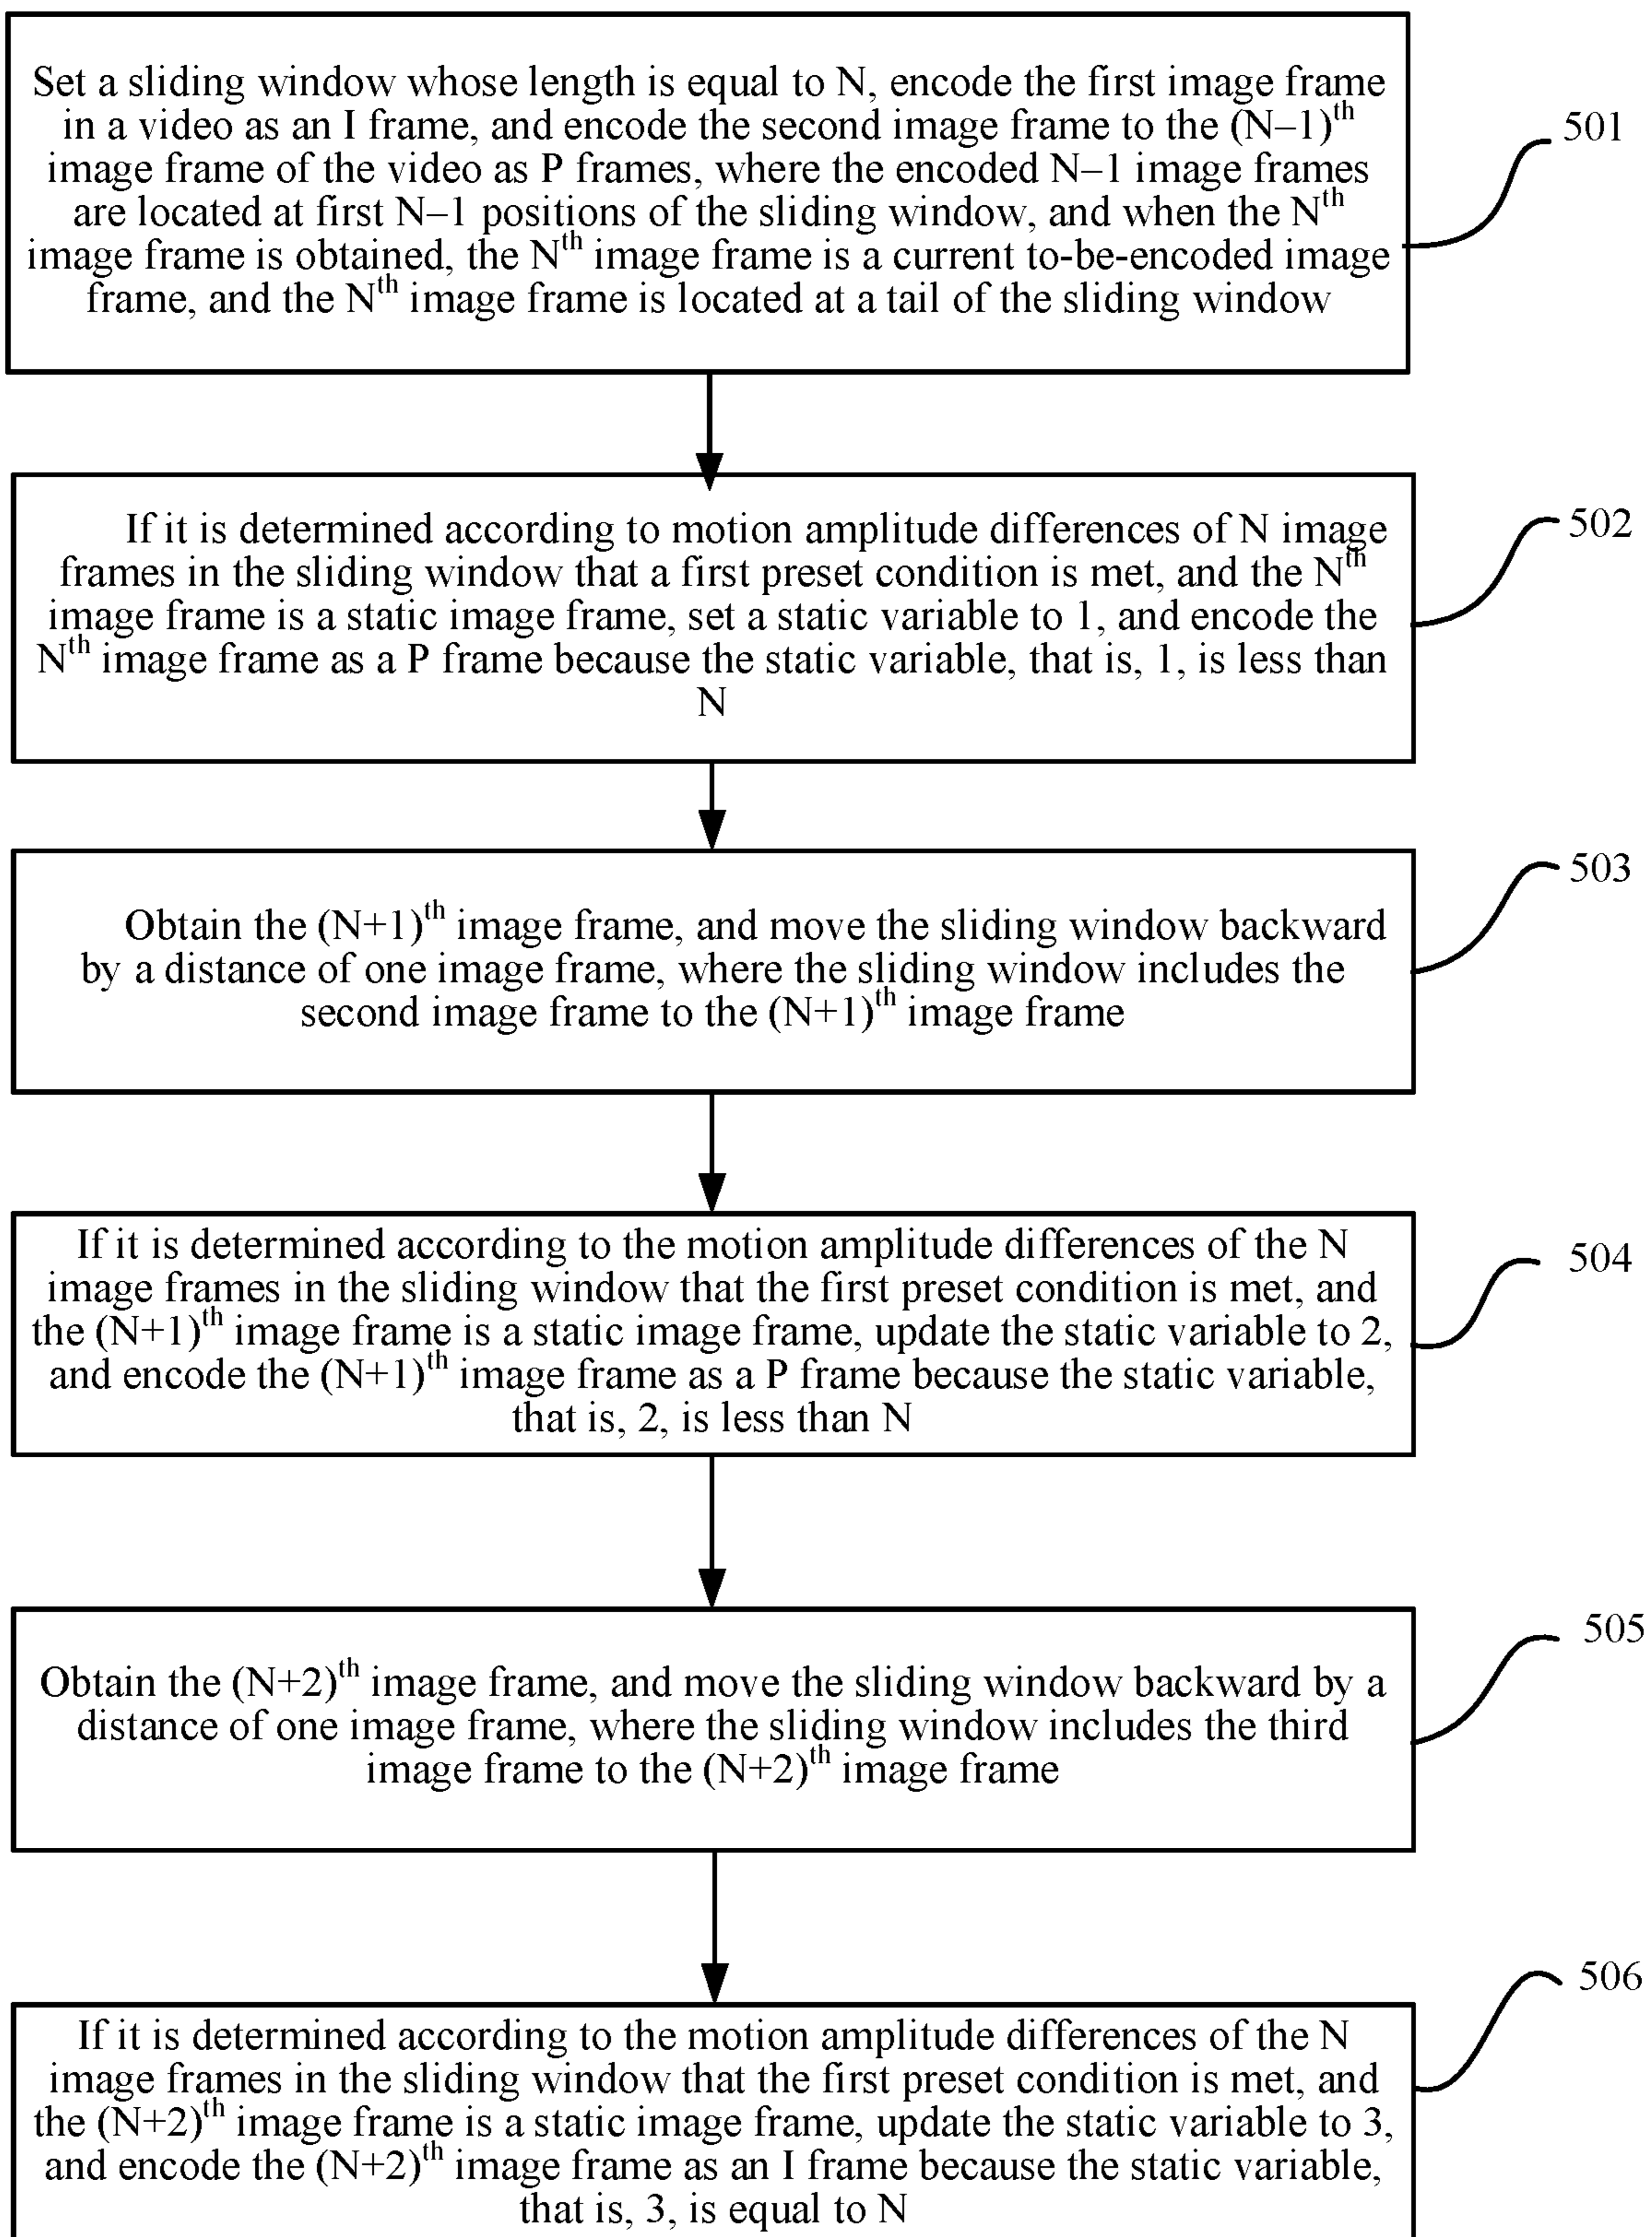 Set a sliding window whose length is equal to N, encode the first image frame
in a video as an I frame, and encode the second image frame to the (N–1)th
image frame of the video as P frames, where the encoded N–1 image frames
are located at first N–1 positions of the sliding window, and when the Nth
image frame is obtained, the Nth image frame is a current to-be-encoded image
frame, and the Nth image frame is located at a tail of the sliding window
501
If it is determined according to motion amplitude differences of N image
frames in the sliding window that a first preset condition is met, and the Nth
image frame is a static image frame, set a static variable to 1, and encode the
Nth image frame as a P frame because the static variable, that is, 1, is less than
N
502
Obtain the (N+1)th image frame, and move the sliding window backward
by a distance of one image frame, where the sliding window includes the
second image frame to the (N+1)th image frame
503
If it is determined according to the motion amplitude differences of the N
image frames in the sliding window that the first preset condition is met, and
the (N+1)th image frame is a static image frame, update the static variable to 2,
and encode the (N+1)th image frame as a P frame because the static variable,
that is, 2, is less than N
504
Obtain the (N+2)th image frame, and move the sliding window backward by a
distance of one image frame, where the sliding window includes the third
image frame to the (N+2)th image frame
505
If it is determined according to the motion amplitude differences of the N
image frames in the sliding window that the first preset condition is met, and
the (N+2)th image frame is a static image frame, update the static variable to 3,
and encode the (N+2)th image frame as an I frame because the static variable,
that is, 3, is equal to N
506